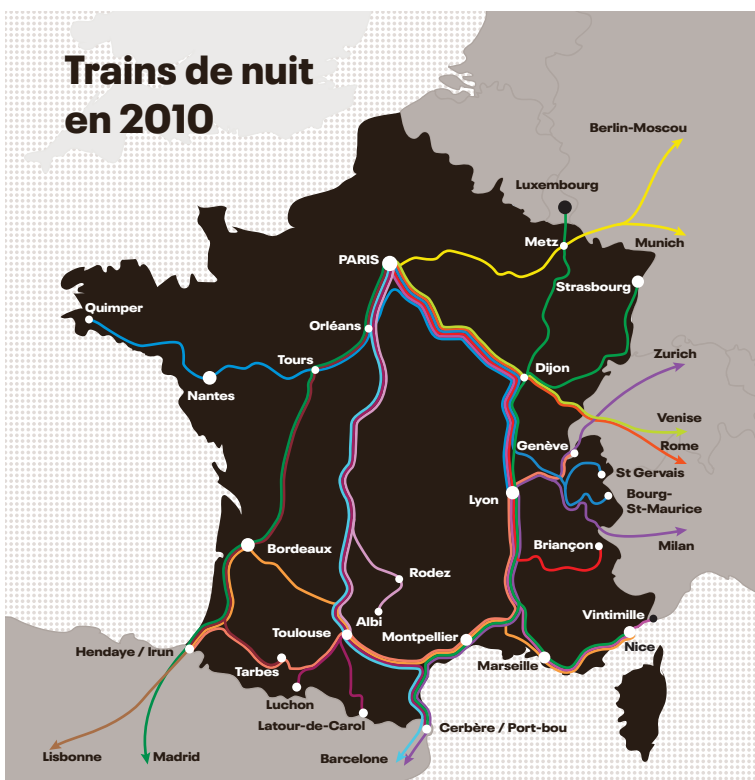 Trains de nuit
en 2010
Berlin-Moscou
Luxembourg
Metz
Munich
PARIS
Strasbourg
Quimper
Orléans
Tours
Zurich
Dijon
Nantes
Venise
Genève
Rome
St Gervais
Lyon
Bourg-
St-Maurice
Bordeaux
Briançon
Milan
Rodez
Albi
Vintimille
Toulouse
Montpellier
Hendaye / Irun
Nice
Tarbes
Marseille
Luchon
Latour-de-Carol
Cerbère / Port-bou
Lisbonne
Madrid
Barcelone